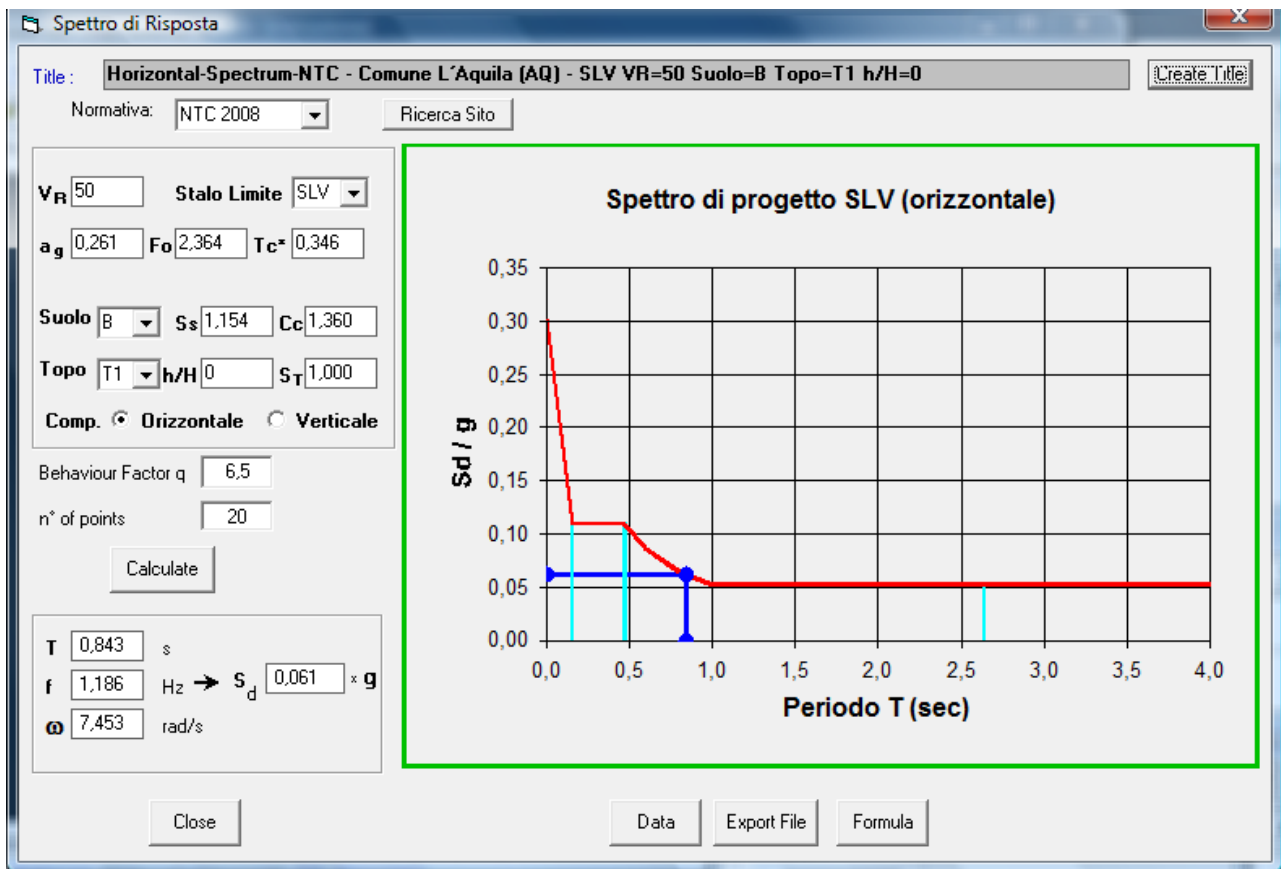 Spettro di Risposta
Title : Horizontal-Spectrum-NTC - Comune L´Aquila (AQ) - SLV VR=50 Suolo=B Topo=T1 h/H=0 Create Title
Normativa: NTC 2008 Ricerca Sito
VR 50 Stalo Limite SLV
ag 0,261 Fo 2,364 Tc* 0,346
Suolo B Ss 1,154 Cc 1,360
Topo T1 h/H 0 ST 1,000
Comp. Orizzontale Verticale
Behaviour Factor q 6,5
n° of points 20
Calculate
T 0,843 s
f 1,186 Hz → Sd 0,061 × g
ω 7,453 rad/s
Spettro di progetto SLV (orizzontale)
Sd / g
0,35
0,30
0,25
0,20
0,15
0,10
0,05
0,00
0,0 0,5 1,0 1,5 2,0 2,5 3,0 3,5 4,0
Periodo T (sec)
Close Data Export File Formula